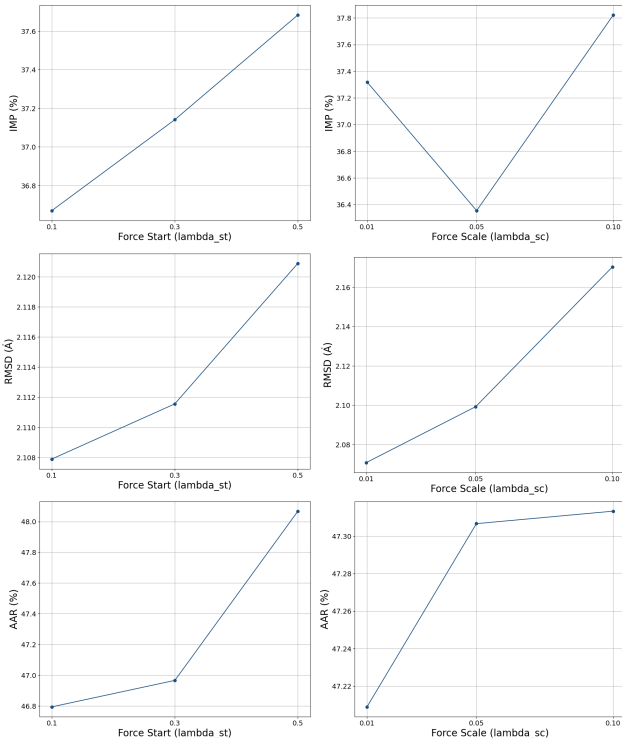 37.6
37.4
37.2
37.0
36.8
IMP (%)
0.1 0.3 0.5
Force Start (lambda_st)
37.8
37.6
37.4
37.2
37.0
36.8
36.6
36.4
IMP (%)
0.01 0.05 0.10
Force Scale (lambda_sc)
2.120
2.118
2.116
2.114
2.112
2.110
2.108
RMSD (Å)
0.1 0.3 0.5
Force Start (lambda_st)
2.16
2.14
2.12
2.10
2.08
RMSD (Å)
0.01 0.05 0.10
Force Scale (lambda_sc)
48.0
47.8
47.6
47.4
47.2
47.0
46.8
AAR (%)
0.1 0.3 0.5
Force Start (lambda_st)
47.30
47.28
47.26
47.24
47.22
AAR (%)
0.01 0.05 0.10
Force Scale (lambda_sc)